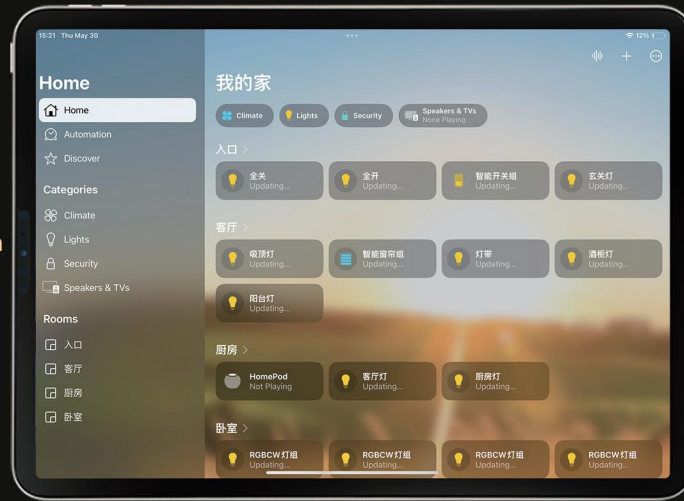 15:21 Thu May 30
12%
Home
Home
Automation
Discover
Categories
Climate
Lights
Security
Speakers & TVs
Rooms
入口
客厅
厨房
卧室
我的家
Climate
Lights
Security
Speakers & TVs
None Playing
入口
全关
Updating...
全开
Updating...
智能开关组
Updating...
玄关灯
Updating...
客厅
吸顶灯
Updating...
智能窗帘组
Updating...
灯带
Updating...
酒柜灯
Updating...
阳台灯
Updating...
厨房
HomePod
Not Playing
客厅灯
Updating...
厨房灯
Updating...
卧室
RGBCW灯组
Updating...
RGBCW灯组
Updating...
RGBCW灯组
Updating...
RGBCW灯组
Updating...